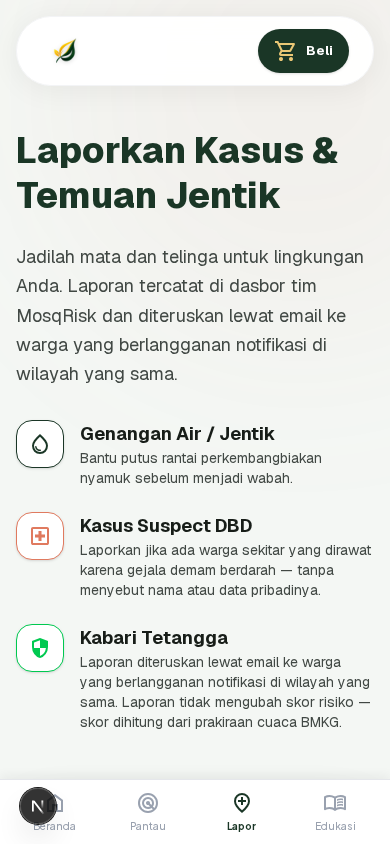 Beli
Laporkan Kasus &
Temuan Jentik
Jadilah mata dan telinga untuk lingkungan
Anda. Laporan tercatat di dasbor tim
MosqRisk dan diteruskan lewat email ke
warga yang berlangganan notifikasi di
wilayah yang sama.
Genangan Air / Jentik
Bantu putus rantai perkembangbiakan
nyamuk sebelum menjadi wabah.
Kasus Suspect DBD
Laporkan jika ada warga sekitar yang dirawat
karena gejala demam berdarah — tanpa
menyebut nama atau data pribadinya.
Kabari Tetangga
Laporan diteruskan lewat email ke warga
yang berlangganan notifikasi di wilayah yang
sama. Laporan tidak mengubah skor risiko —
skor dihitung dari prakiraan cuaca BMKG.
N
Beranda Pantau Lapor Edukasi